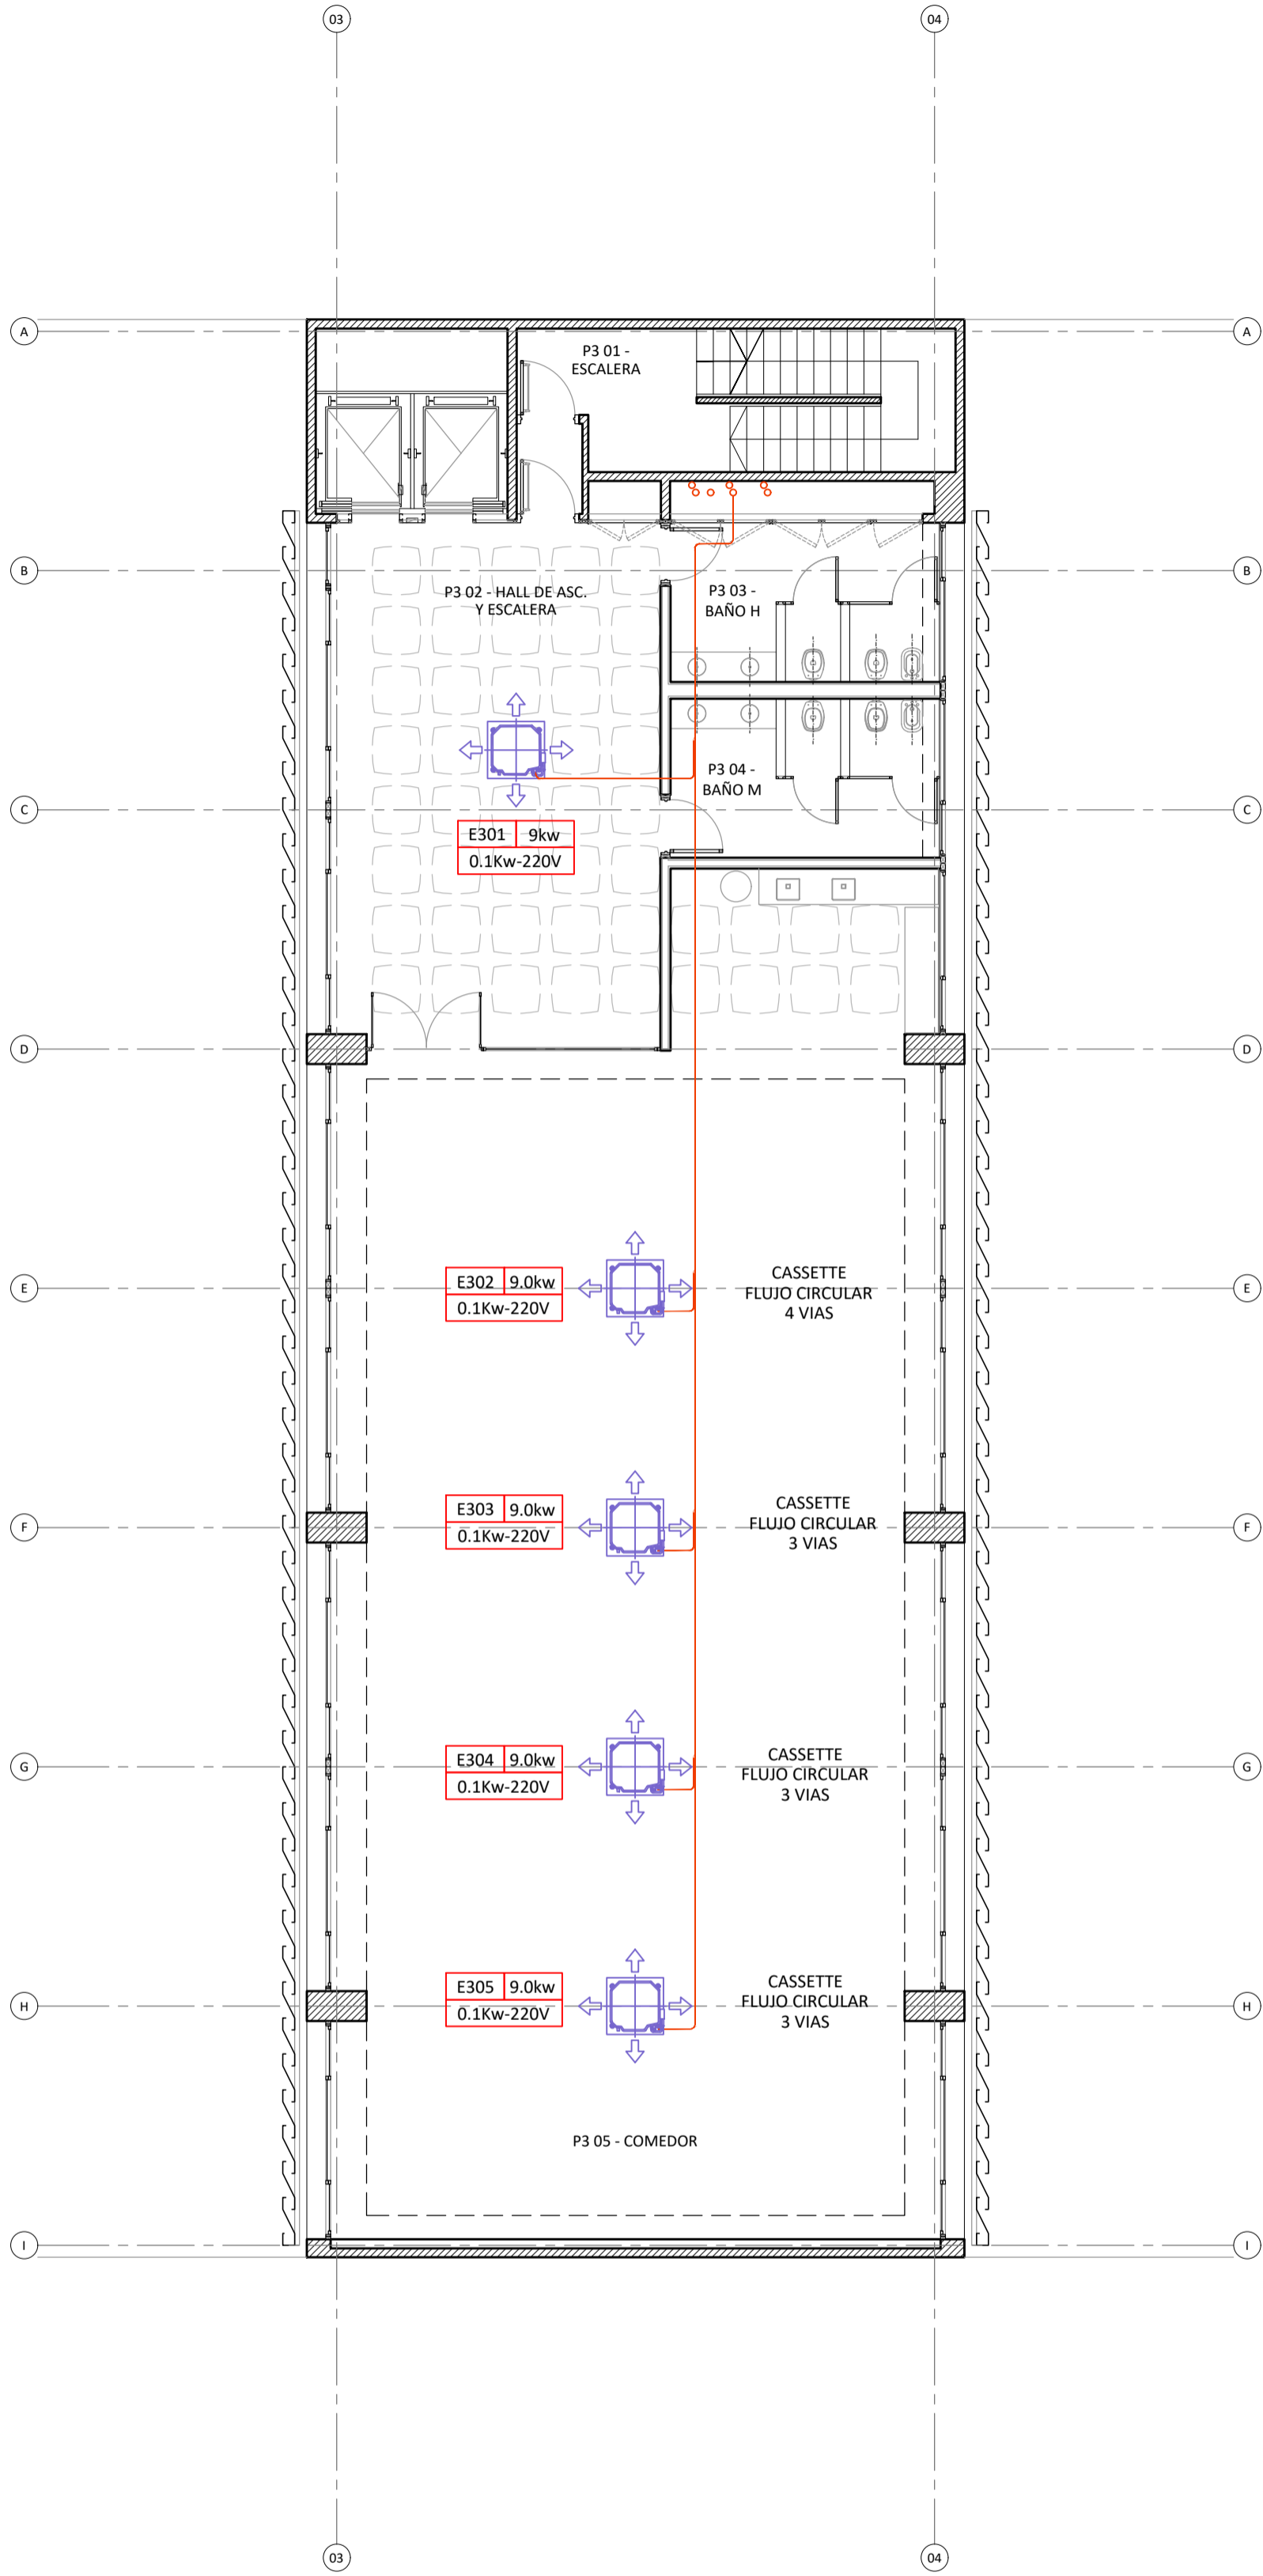 03
04
A
A
P3 01 -
ESCALERA
B
B
P3 02 - HALL DE ASC.
Y ESCALERA
P3 03 -
BAÑO H
P3 04 -
BAÑO M
C
C
E301 9kw
0.1Kw-220V
D
D
E
E
E302 9.0kw
0.1Kw-220V
CASSETTE
FLUJO CIRCULAR
4 VIAS
F
F
E303 9.0kw
0.1Kw-220V
CASSETTE
FLUJO CIRCULAR
3 VIAS
G
G
E304 9.0kw
0.1Kw-220V
CASSETTE
FLUJO CIRCULAR
3 VIAS
H
H
E305 9.0kw
0.1Kw-220V
CASSETTE
FLUJO CIRCULAR
3 VIAS
P3 05 - COMEDOR
I
I
03
04